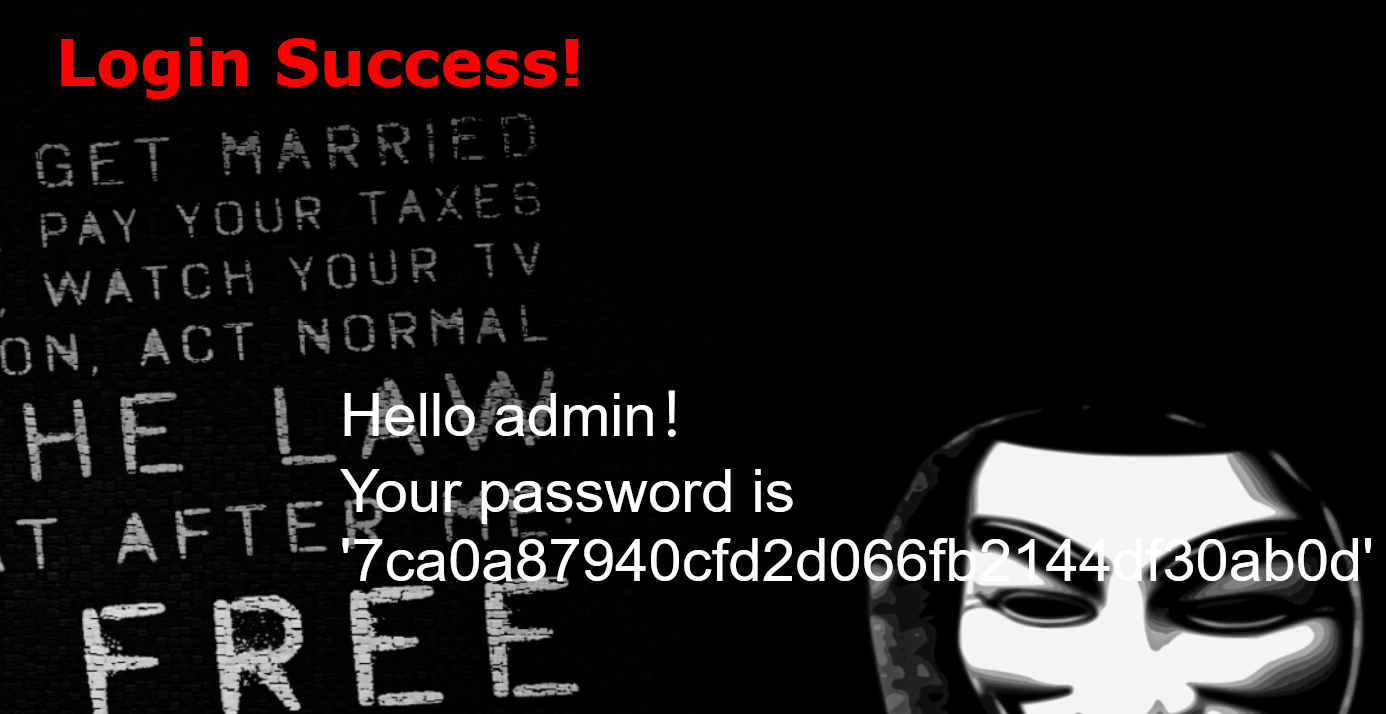 Login Success!
GET MARRIED
PAY YOUR TAXES
, WATCH YOUR TV
ON, ACT NORMAL
HE LAW
Hello admin！
AT AFTER ME:
Your password is
'7ca0a87940cfd2d066fb2144df30ab0d'
FREE